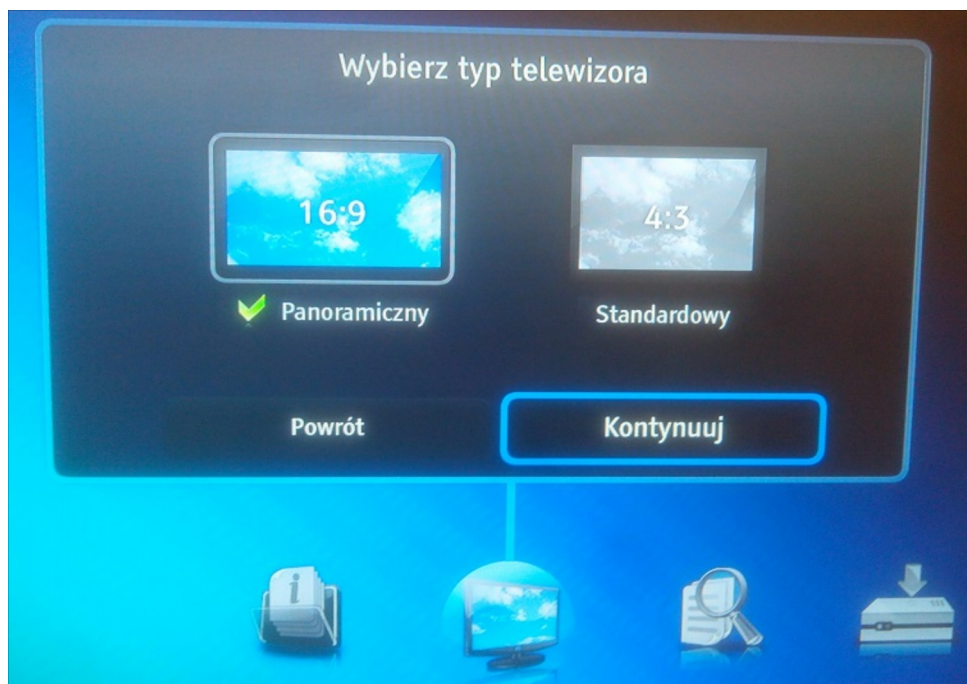 Wybierz typ telewizora
16:9
4:3
Panoramiczny
Standardowy
Powrót
Kontynuuj
i